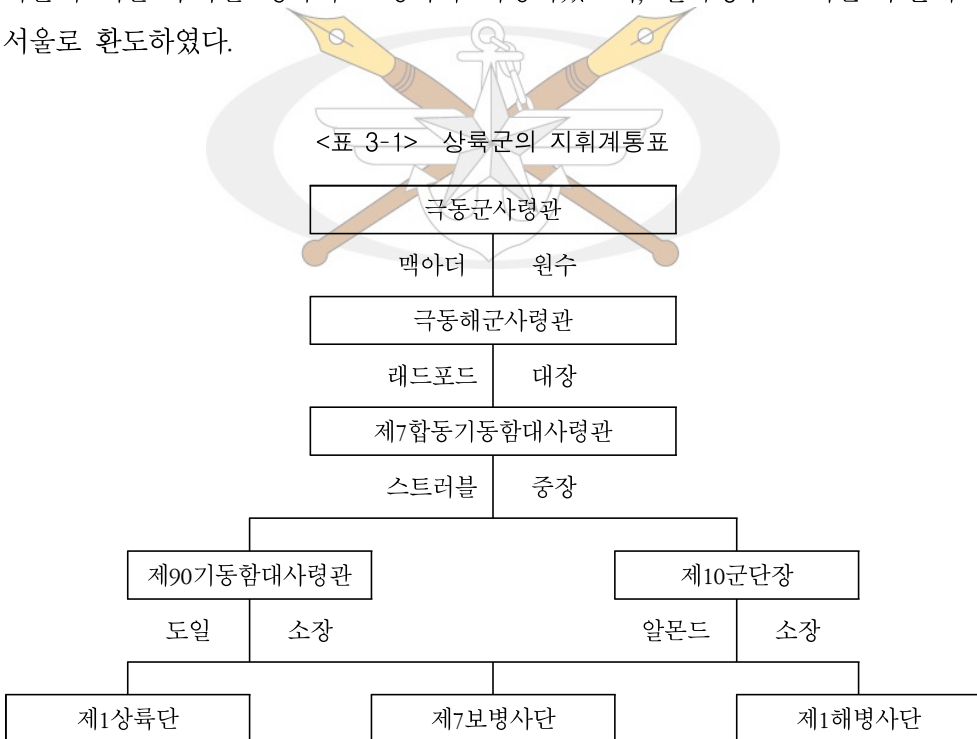 서울로 환도하였다.
<표 3-1> 상륙군의 지휘계통표
극동군사령관
맥아더 원수
극동해군사령관
래드포드 대장
제7합동기동함대사령관
스트러블 중장
제90기동함대사령관 제10군단장
도일 소장 알몬드 소장
제1상륙단 제7보병사단 제1해병사단